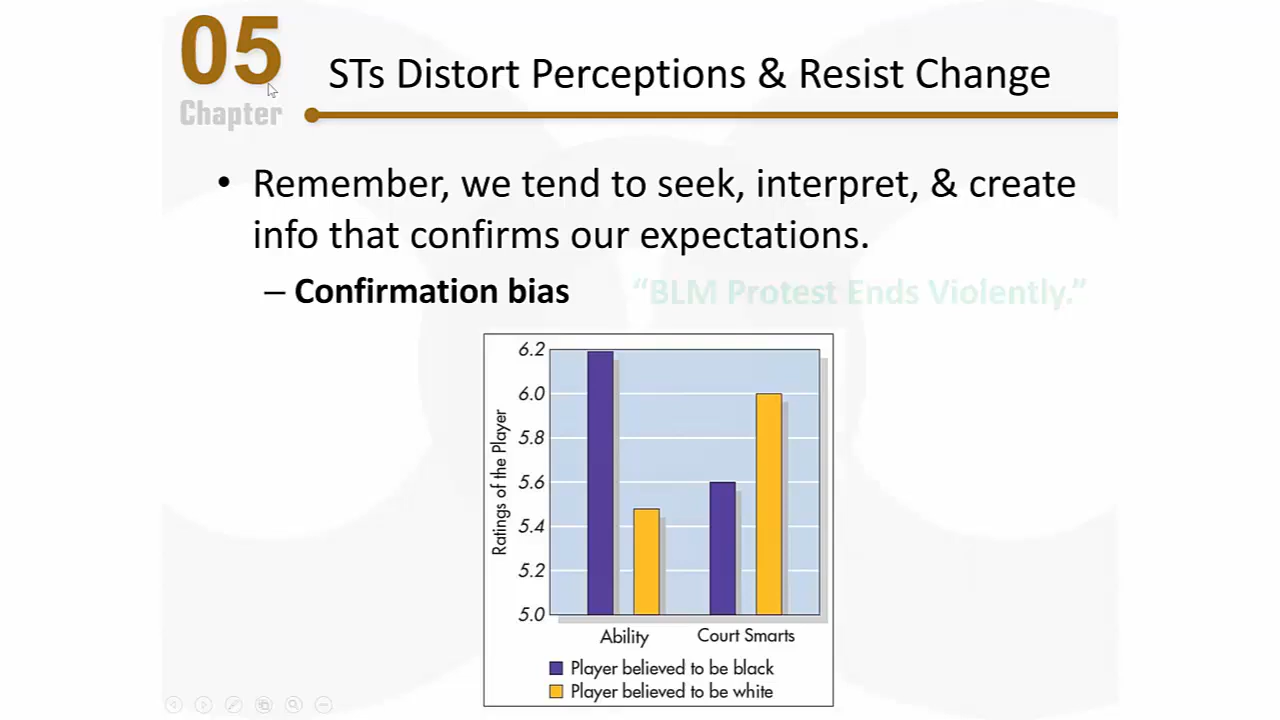 05
Chapter
STs Distort Perceptions & Resist Change
• Remember, we tend to seek, interpret, & create
info that confirms our expectations.
– Confirmation bias
“BLM Protest Ends Violently.”
Ratings of the Player
6.2
6.0
5.8
5.6
5.4
5.2
5.0
Ability Court Smarts
Player believed to be black
Player believed to be white